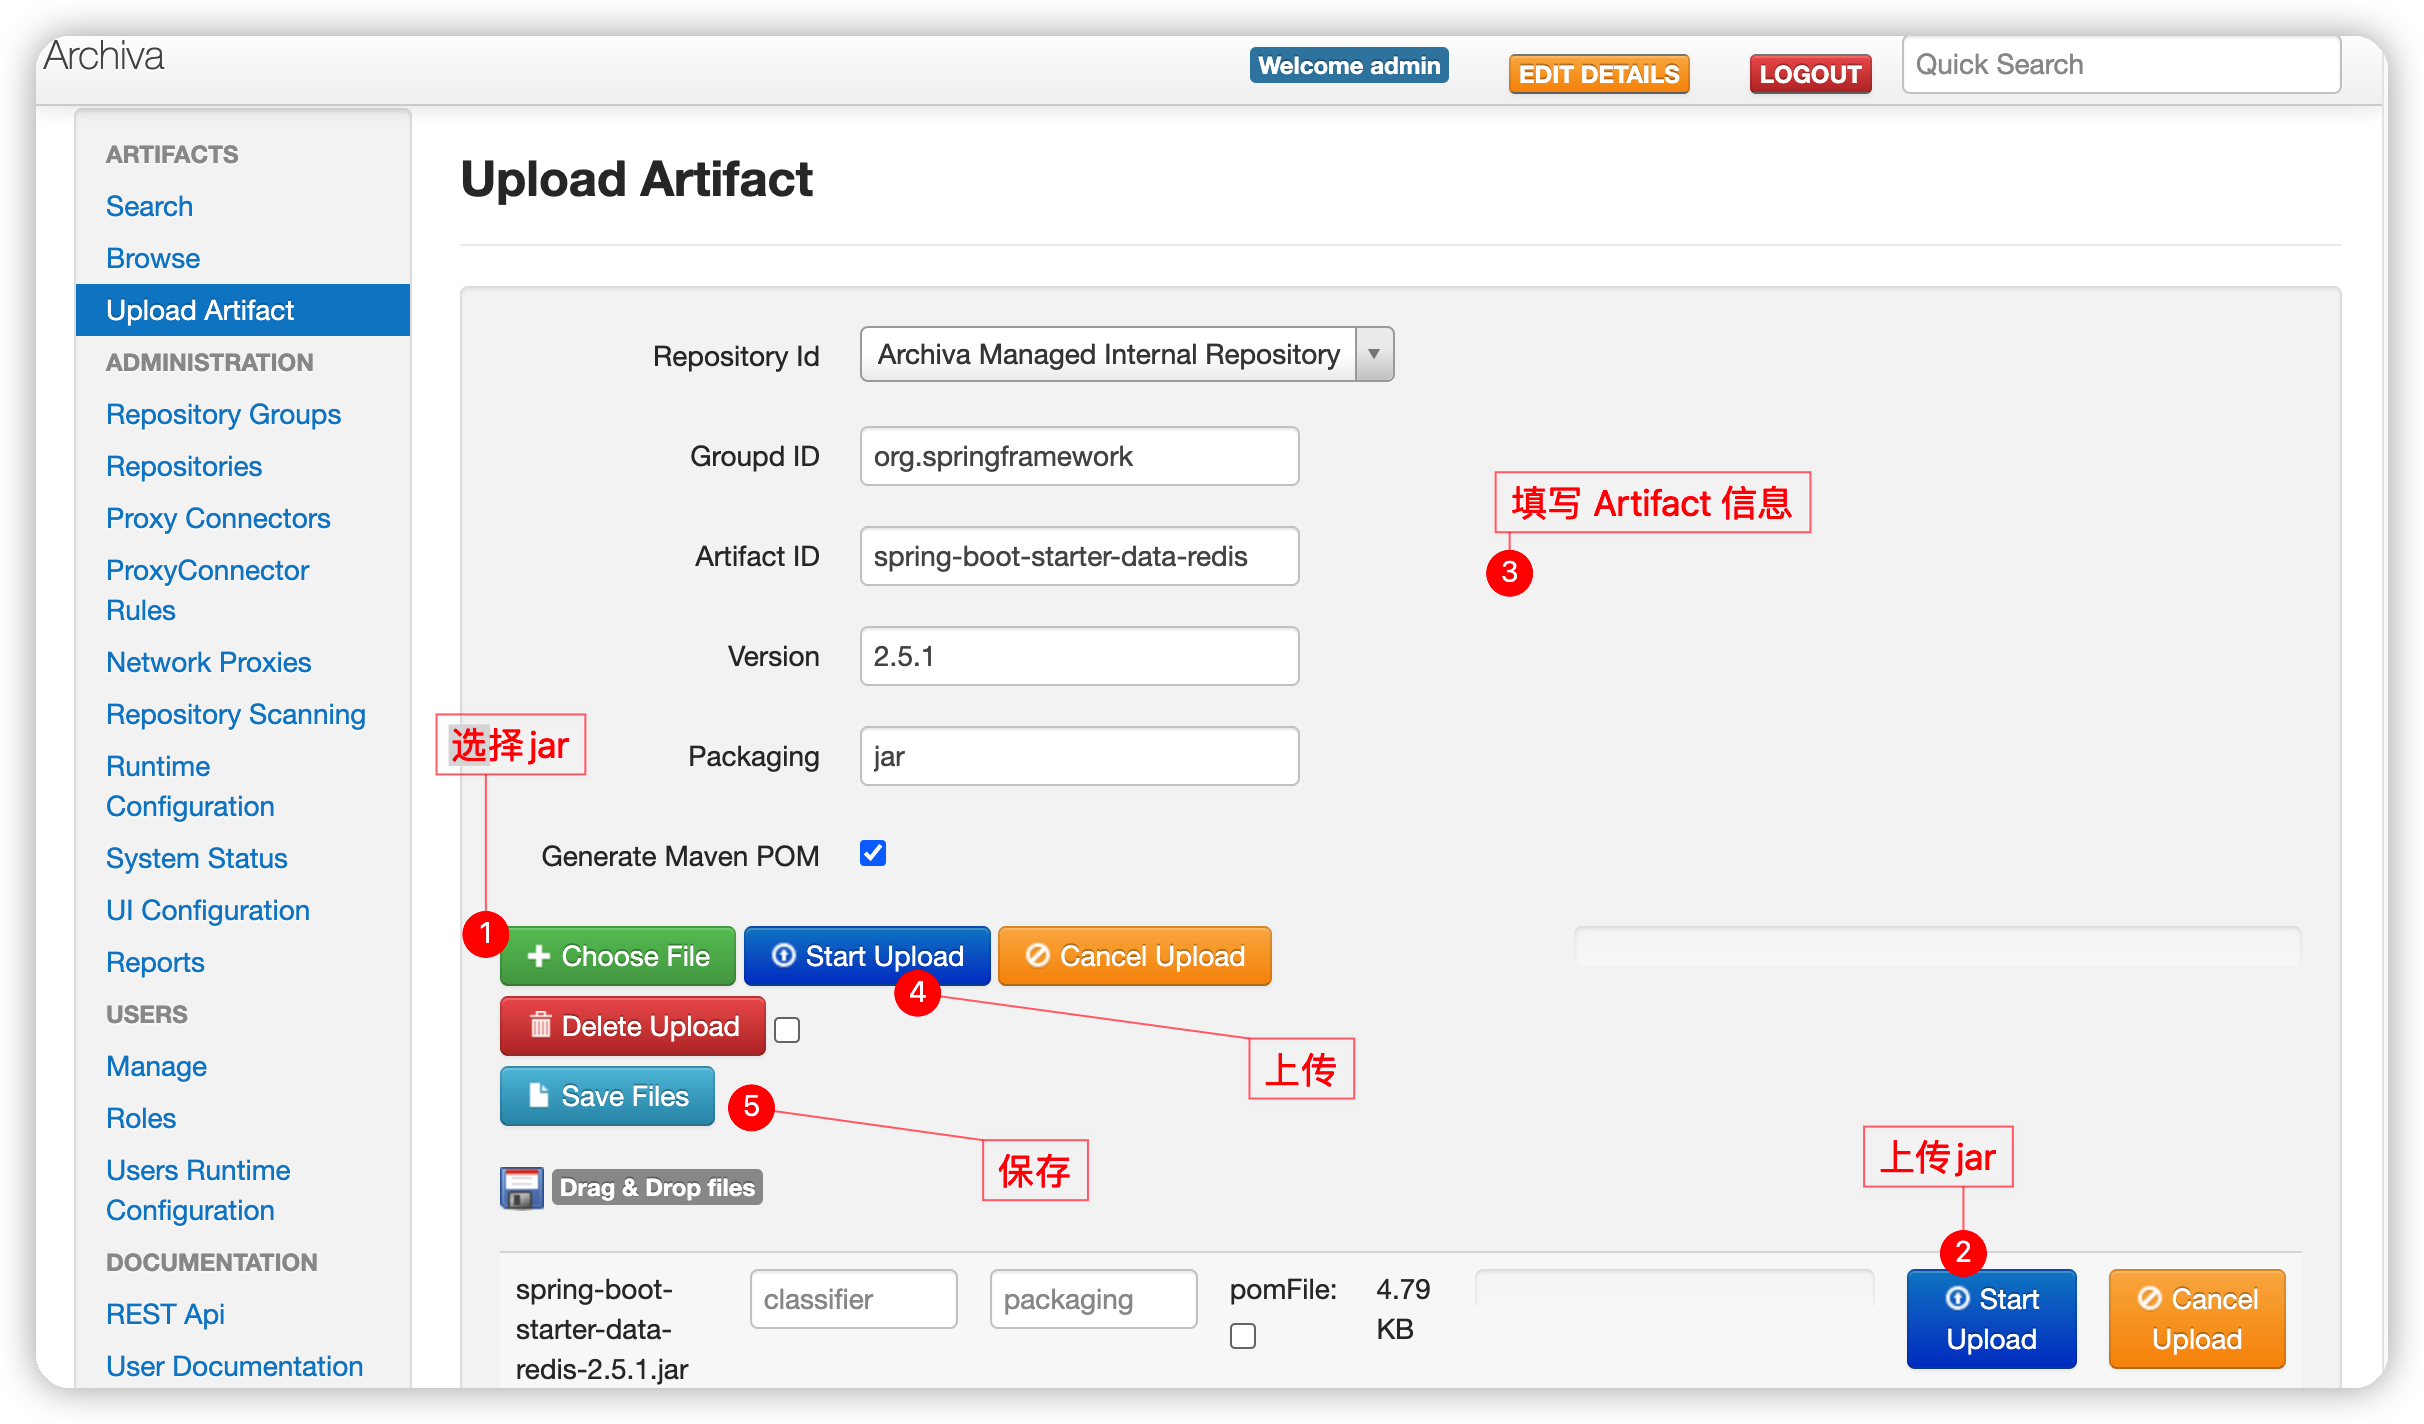 Archiva
Welcome admin
EDIT DETAILS
LOGOUT
Quick Search
ARTIFACTS
Search
Browse
Upload Artifact
ADMINISTRATION
Repository Groups
Repositories
Proxy Connectors
ProxyConnector
Rules
Network Proxies
Repository Scanning
Runtime
Configuration
System Status
UI Configuration
Reports
USERS
Manage
Roles
Users Runtime
Configuration
DOCUMENTATION
REST Api
User Documentation
Upload Artifact
Repository Id
Archiva Managed Internal Repository
Groupd ID
org.springframework
填写 Artifact 信息
3
Artifact ID
spring-boot-starter-data-redis
Version
2.5.1
选择jar
Packaging
jar
Generate Maven POM
1
Choose File
Start Upload
Cancel Upload
4
Delete Upload
上传
Save Files
5
保存
上传jar
Drag & Drop files
2
spring-boot-
starter-data-
redis-2.5.1.jar
classifier
packaging
pomFile:
4.79
KB
Start
Upload
Cancel
Upload